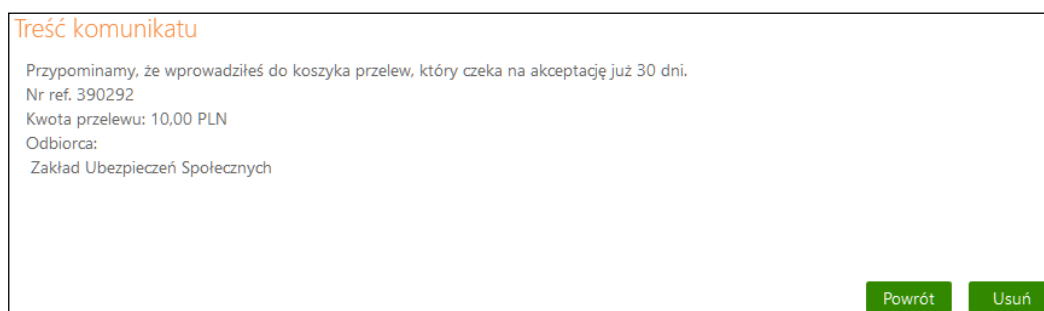 Treść komunikatu
Przypominamy, że wprowadziłeś do koszyka przelew, który czeka na akceptację już 30 dni.
Nr ref. 390292
Kwota przelewu: 10,00 PLN
Odbiorca:
Zakład Ubezpieczeń Społecznych
Powrót Usuń